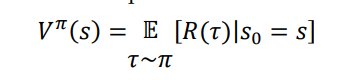 V^π(s) = 𝔼 [R(τ)|s₀ = s]
τ~π